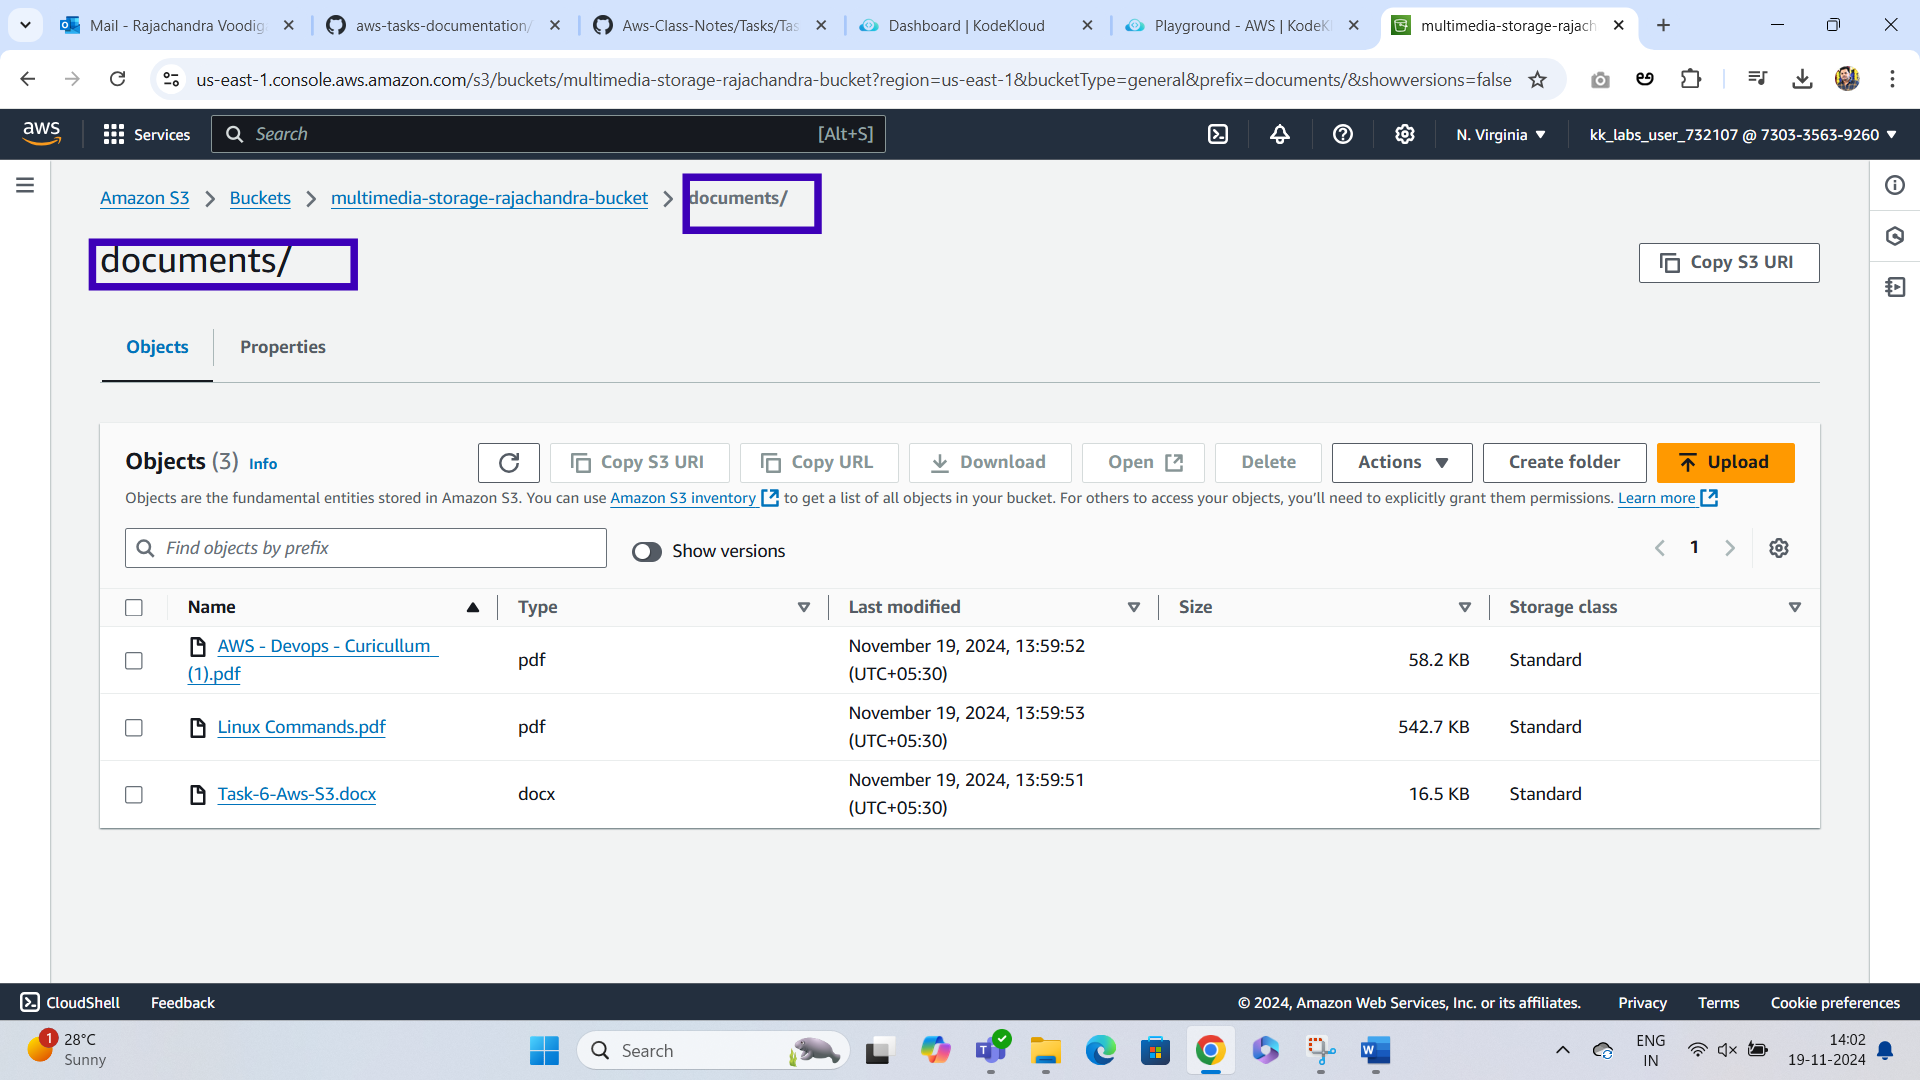 Mail - Rajachandra Voodig
aws-tasks-documentation/
Aws-Class-Notes/Tasks/Tas
Dashboard | KodeKloud
Playground - AWS | KodeKl
multimedia-storage-rajach
us-east-1.console.aws.amazon.com/s3/buckets/multimedia-storage-rajachandra-bucket?region=us-east-1&bucketType=general&prefix=documents/&showversions=false
aws
Services
Search
[Alt+S]
N. Virginia
kk_labs_user_732107 @ 7303-3563-9260
Amazon S3
Buckets
multimedia-storage-rajachandra-bucket
documents/
documents/
Copy S3 URI
Objects
Properties
Objects (3) Info
Copy S3 URI
Copy URL
Download
Open
Delete
Actions
Create folder
Upload
Objects are the fundamental entities stored in Amazon S3. You can use Amazon S3 inventory to get a list of all objects in your bucket. For others to access your objects, you'll need to explicitly grant them permissions. Learn more
Find objects by prefix
Show versions
1
Name
Type
Last modified
Size
Storage class
AWS - Devops - Curicullum
(1).pdf
pdf
November 19, 2024, 13:59:52
(UTC+05:30)
58.2 KB
Standard
Linux Commands.pdf
pdf
November 19, 2024, 13:59:53
(UTC+05:30)
542.7 KB
Standard
Task-6-Aws-S3.docx
docx
November 19, 2024, 13:59:51
(UTC+05:30)
16.5 KB
Standard
CloudShell
Feedback
© 2024, Amazon Web Services, Inc. or its affiliates.
Privacy
Terms
Cookie preferences
1
28°C
Sunny
Search
ENG
IN
14:02
19-11-2024